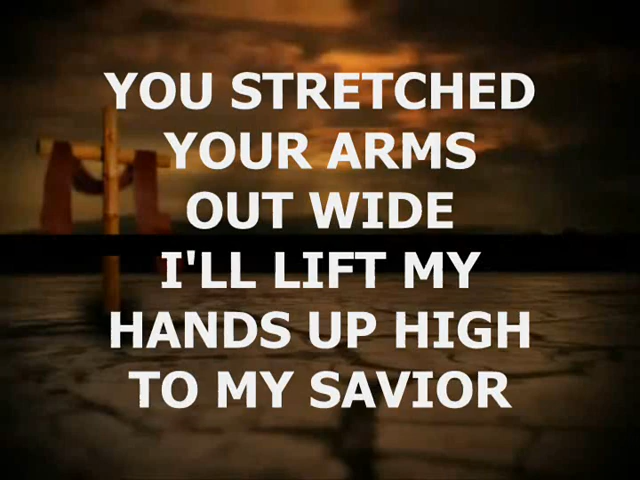 YOU STRETCHED
YOUR ARMS
OUT WIDE
I'LL LIFT MY
HANDS UP HIGH
TO MY SAVIOR